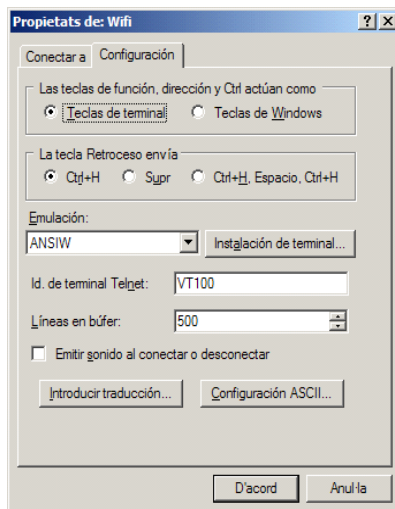 Propietats de: Wifi
Conectar a Configuración
Las teclas de función, dirección y Ctrl actúan como
Teclas de terminal Teclas de Windows
La tecla Retroceso envía
Ctrl+H Supr Ctrl+H, Espacio, Ctrl+H
Emulación:
ANSIW Instalación de terminal...
Id. de terminal Telnet: VT100
Líneas en búfer: 500
Emitir sonido al conectar o desconectar
Introducir traducción... Configuración ASCII...
D'acord Anul·la